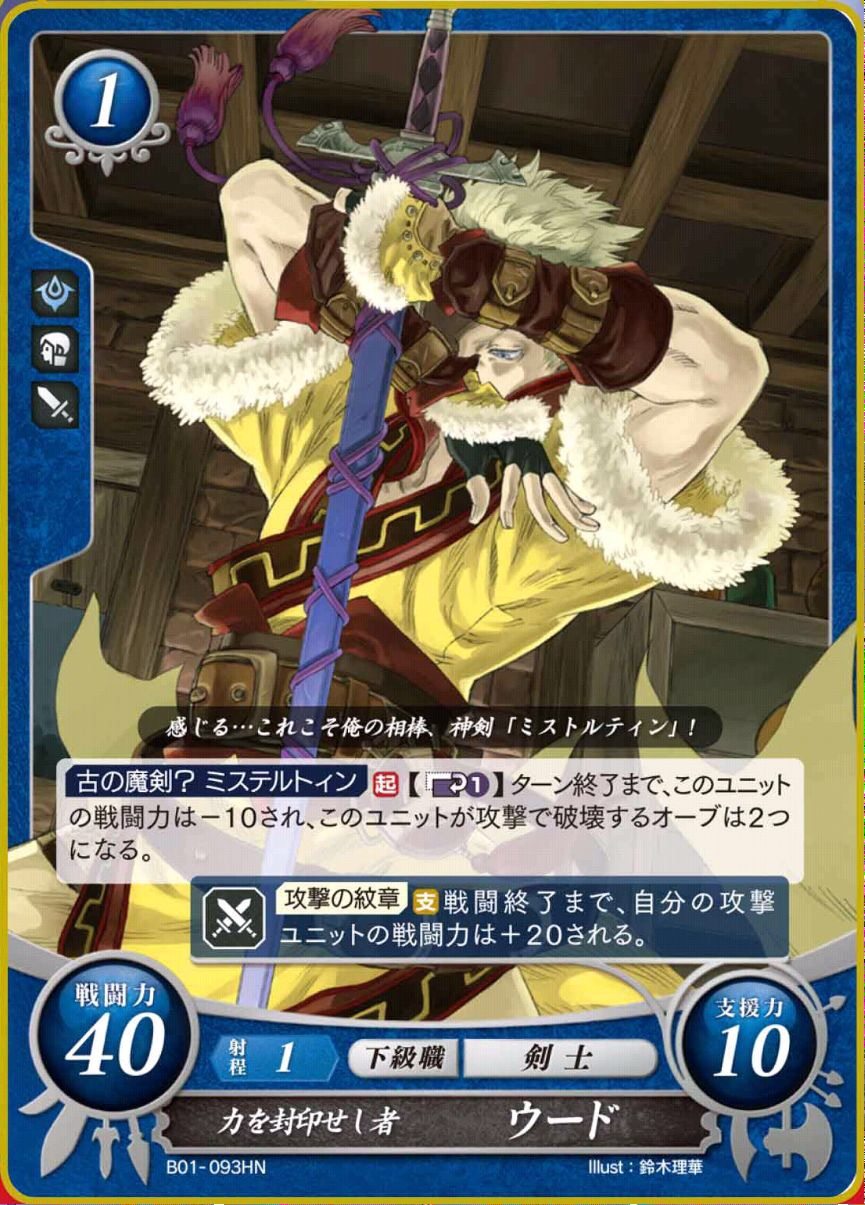 1
感じる…これこそ俺の相棒、神剣「ミストルティン」!
古の魔剣? ミステルトィン 起【1】ターン終了まで、このユニット
の戦闘力は−10され、このユニットが攻撃で破壊するオーブは2つ
になる。
攻撃の紋章 支 戦闘終了まで、自分の攻撃
ユニットの戦闘力は+20される。
戦闘力
40
射程 1
下級職 剣士
支援力
10
力を封印せし者 ウード
B01-093HN Illust:鈴木理華